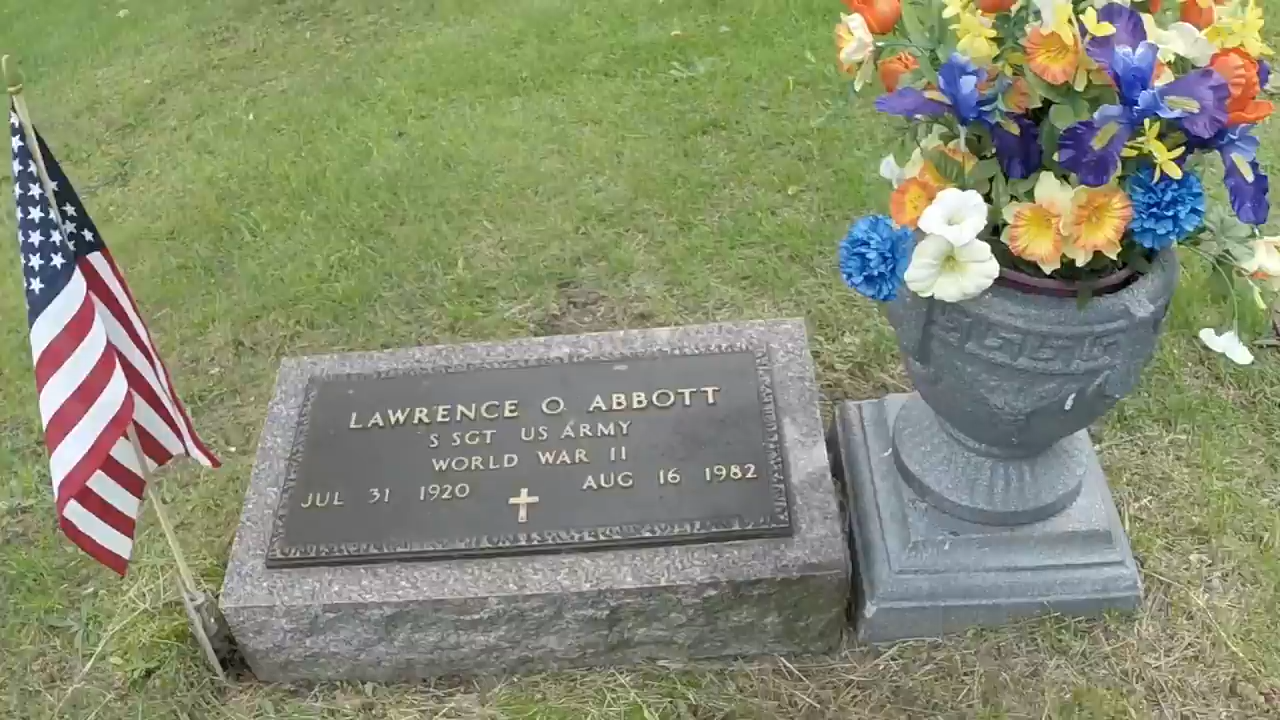 LAWRENCE O. ABBOTT
S SGT US ARMY
WORLD WAR II
JUL 31 1920 AUG 16 1982